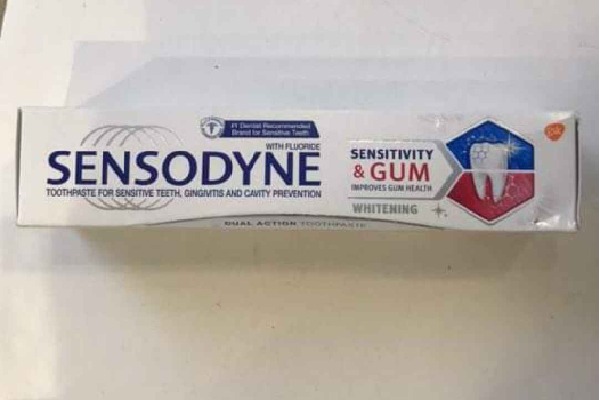 #1 Dentist Recommended
Brand for Sensitive Teeth
WITH FLUORIDE
SENSODYNE
TOOTHPASTE FOR SENSITIVE TEETH, GINGIVITIS AND CAVITY PREVENTION
SENSITIVITY
& GUM
IMPROVES GUM HEALTH
WHITENING
gsk
DUAL ACTION TOOTHPASTE